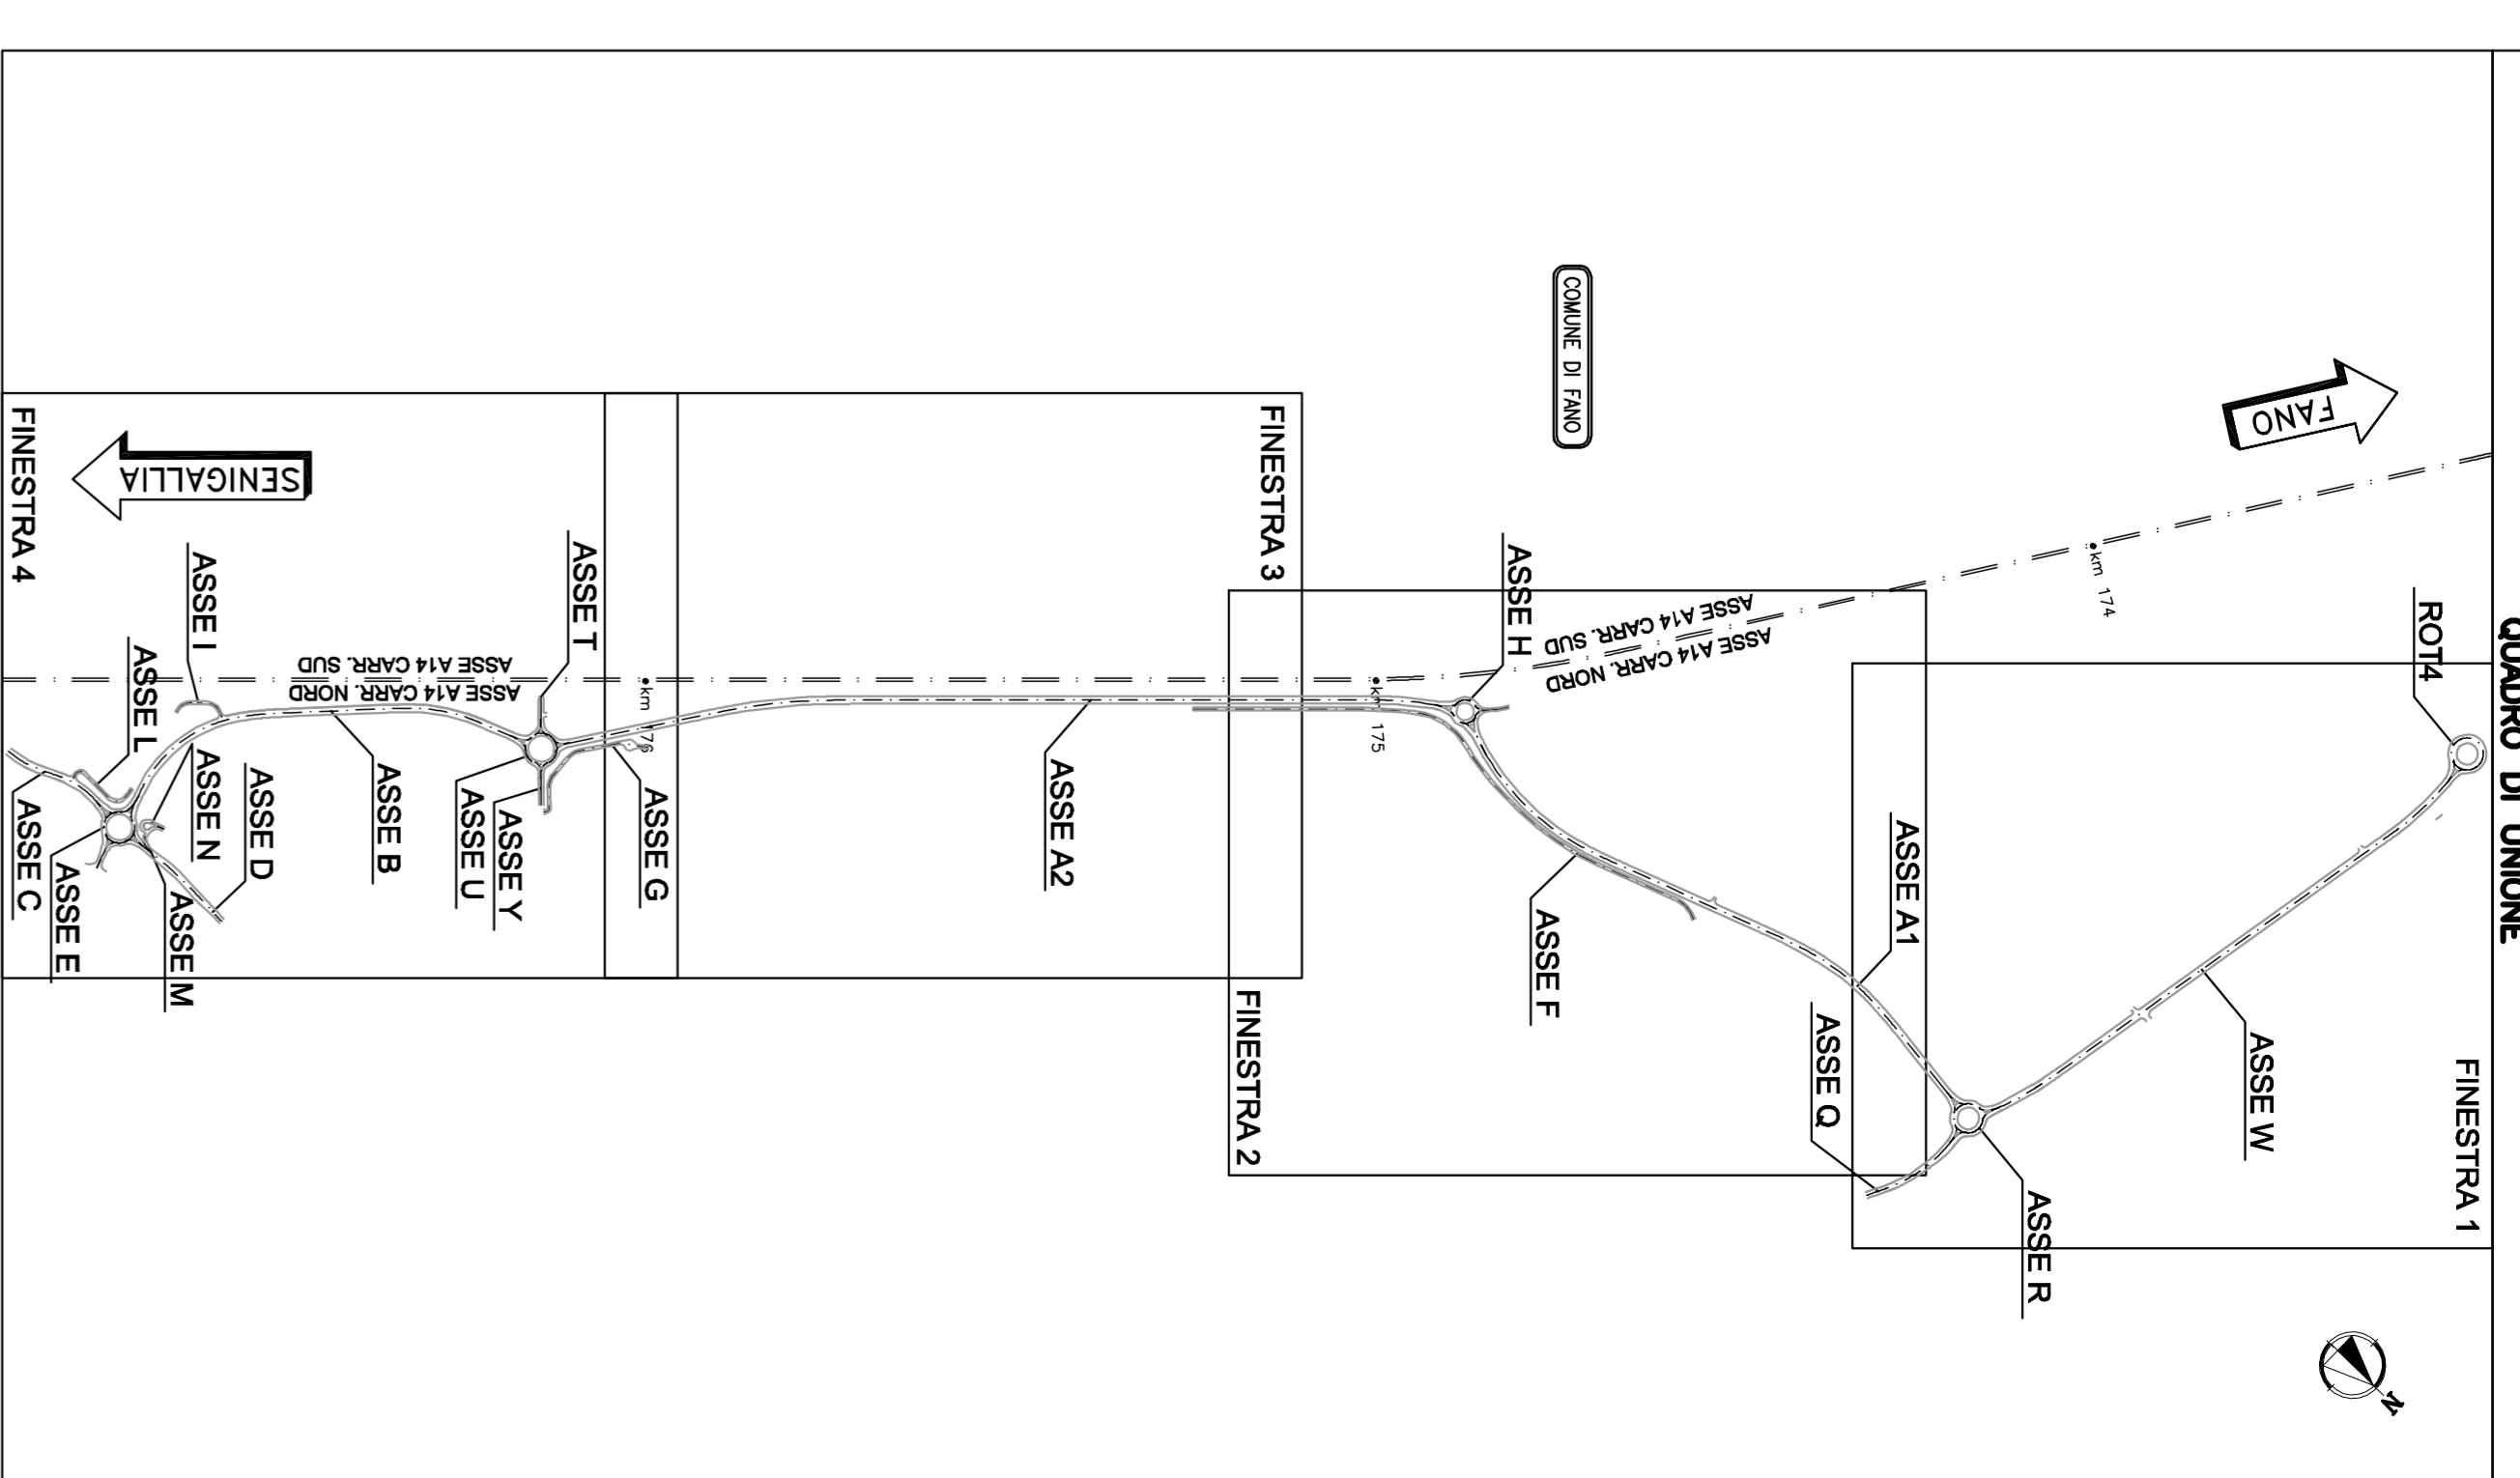 QUADRO DI UNIONE
FINESTRA 1
ROT4
ASSE W
ASSE R
FANO
km 174
ASSE A1
ASSE Q
COMUNE DI FANO
ASSE A14 CARR. SUD
ASSE A14 CARR. NORD
ASSE H
ASSE F
km 175
FINESTRA 3
FINESTRA 2
ASSE A2
km 176
ASSE G
ASSE T
ASSE Y
ASSE U
ASSE A14 CARR. SUD
ASSE A14 CARR. NORD
ASSE B
SENIGALLIA
ASSE D
ASSE I
ASSE N
ASSE M
ASSE L
ASSE E
ASSE C
FINESTRA 4
N